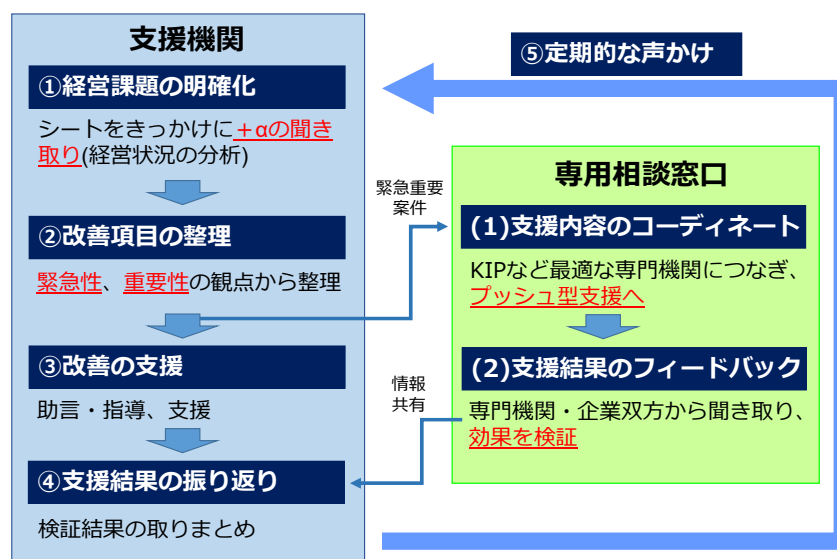 支援機関
①経営課題の明確化
シートをきっかけに＋αの聞き
取り(経営状況の分析)
②改善項目の整理
緊急性、重要性の観点から整理
③改善の支援
助言・指導、支援
④支援結果の振り返り
検証結果の取りまとめ
緊急重要
案件
情報
共有
⑤定期的な声かけ
専用相談窓口
(1)支援内容のコーディネート
KIPなど最適な専門機関につなぎ、
プッシュ型支援へ
(2)支援結果のフィードバック
専門機関・企業双方から聞き取り、
効果を検証